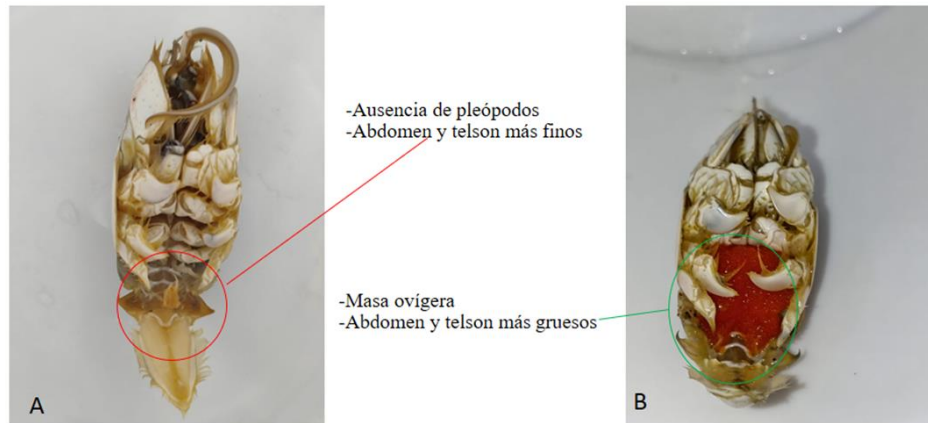 -Ausencia de pleópodos
-Abdomen y telson más finos
-Masa ovígera
-Abdomen y telson más gruesos
A
B